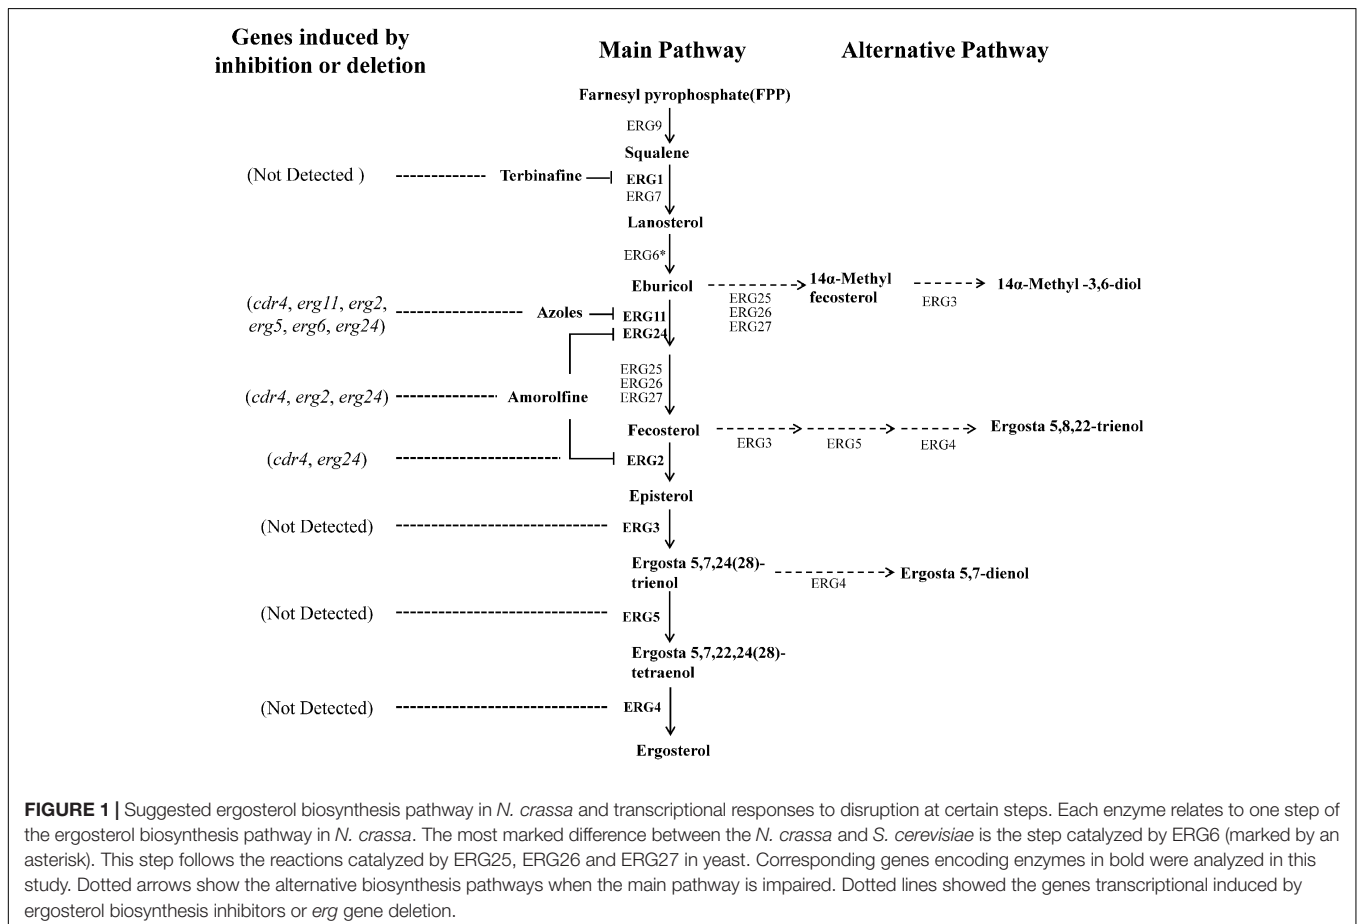 Genes induced by
inhibition or deletion
Main Pathway
Alternative Pathway
Farnesyl pyrophosphate(FPP)
ERG9
Squalene
(Not Detected )
Terbinafine
ERG1
ERG7
Lanosterol
ERG6*
Eburicol
14α-Methyl
fecosterol
14α-Methyl -3,6-diol
ERG25
ERG26
ERG27
ERG3
(cdr4, erg11, erg2,
erg5, erg6, erg24)
Azoles
ERG11
ERG24
ERG25
ERG26
ERG27
(cdr4, erg2, erg24)
Amorolfine
Fecosterol
ERG3
ERG5
ERG4
Ergosta 5,8,22-trienol
(cdr4, erg24)
ERG2
Episterol
(Not Detected)
ERG3
Ergosta 5,7,24(28)-
trienol
ERG4
Ergosta 5,7-dienol
(Not Detected)
ERG5
Ergosta 5,7,22,24(28)-
tetraenol
(Not Detected)
ERG4
Ergosterol
FIGURE 1 | Suggested ergosterol biosynthesis pathway in N. crassa and transcriptional responses to disruption at certain steps. Each enzyme relates to one step of
the ergosterol biosynthesis pathway in N. crassa. The most marked difference between the N. crassa and S. cerevisiae is the step catalyzed by ERG6 (marked by an
asterisk). This step follows the reactions catalyzed by ERG25, ERG26 and ERG27 in yeast. Corresponding genes encoding enzymes in bold were analyzed in this
study. Dotted arrows show the alternative biosynthesis pathways when the main pathway is impaired. Dotted lines showed the genes transcriptional induced by
ergosterol biosynthesis inhibitors or erg gene deletion.